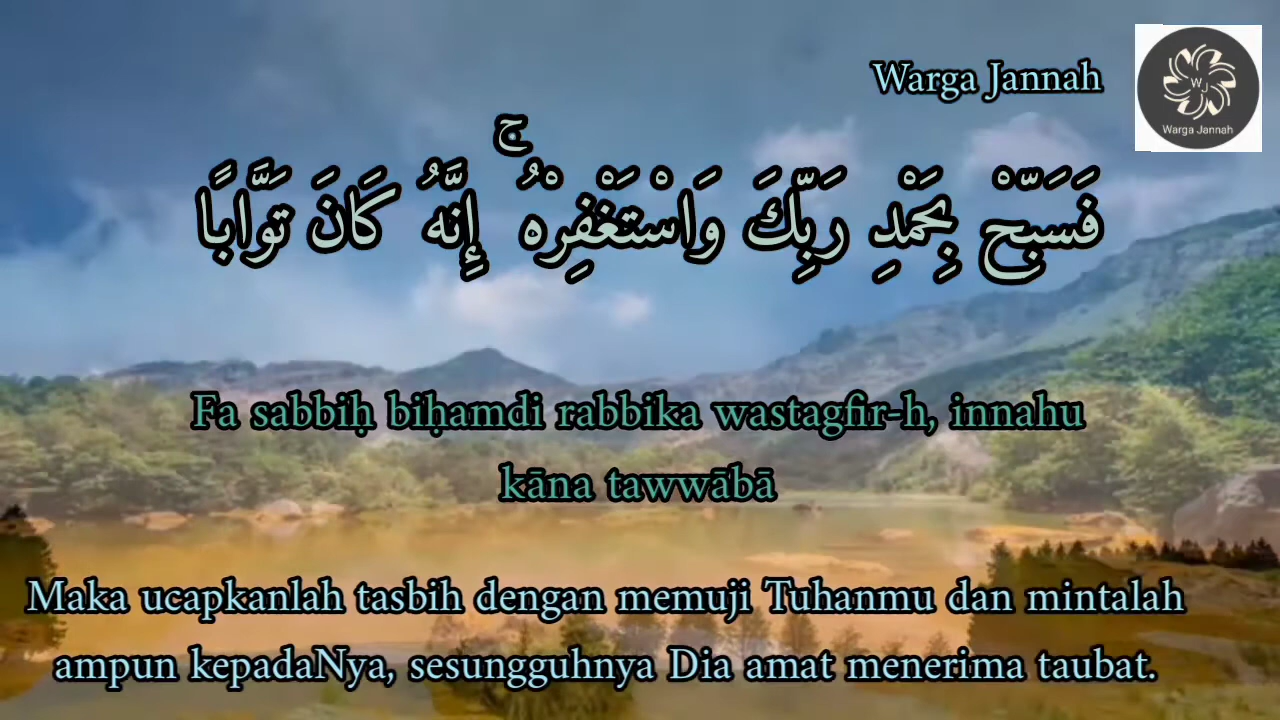 Warga Jannah
WJ
Warga Jannah
فَسَبِّحْ بِحَمْدِ رَبِّكَ وَاسْتَغْفِرْهُ ۚ إِنَّهُ كَانَ تَوَّابًا
Fa sabbiḥ biḥamdi rabbika wastagfir-h, innahu
kāna tawwābā
Maka ucapkanlah tasbih dengan memuji Tuhanmu dan mintalah
ampun kepadaNya, sesungguhnya Dia amat menerima taubat.